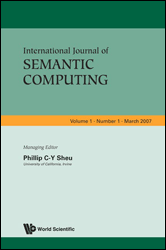 International Journal of
SEMANTIC
COMPUTING
Volume 1 · Number 1 · March 2007
Managing Editor
Phillip C-Y Sheu
University of California, Irvine
World Scientific